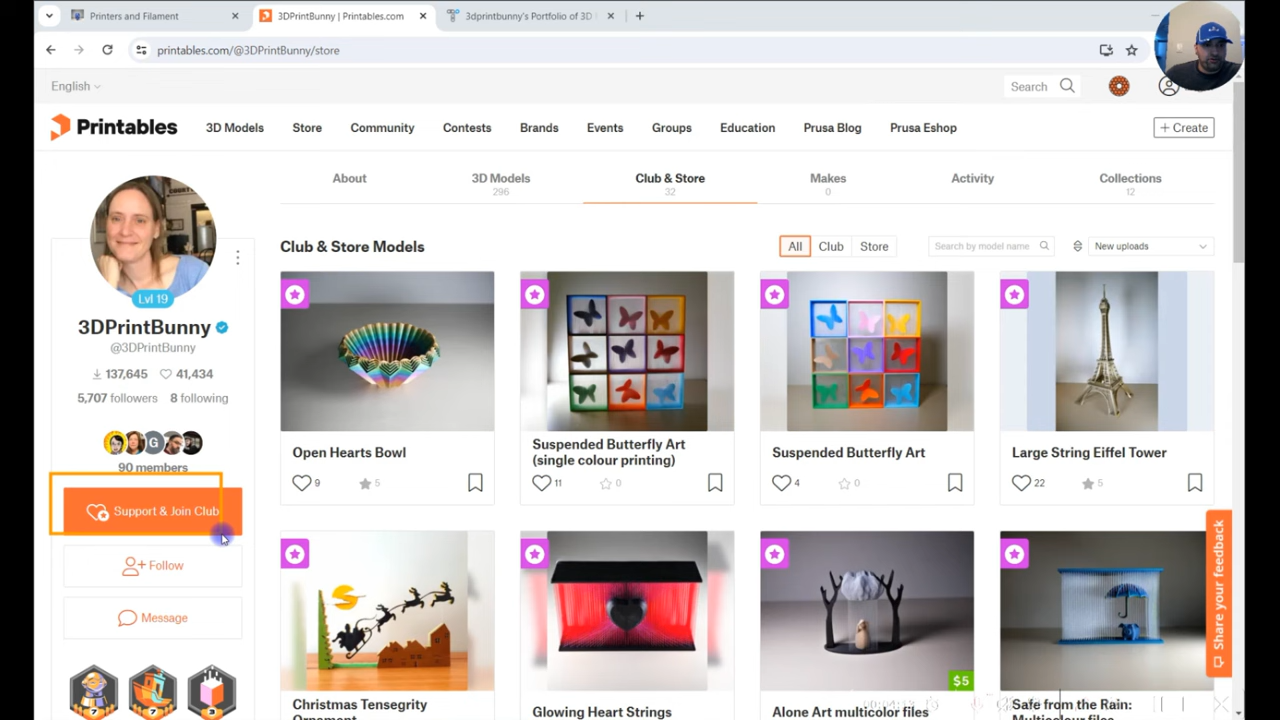 Printers and Filament
3DPrintBunny | Printables.com
3dprintbunny's Portfolio of 3D
printables.com/@3DPrintBunny/store
English
Search
Printables
3D Models
Store
Community
Contests
Brands
Events
Groups
Education
Prusa Blog
Prusa Eshop
+ Create
About
3D Models
296
Club & Store
32
Makes
0
Activity
Collections
12
Lvl 19
3DPrintBunny
@3DPrintBunny
137,645 41,434
5,707 followers 8 following
G
90 members
Support & Join Club
Follow
Message
7 7 3
Club & Store Models
All Club Store
Search by model name
New uploads
Open Hearts Bowl
9 5
Suspended Butterfly Art
(single colour printing)
11 0
Suspended Butterfly Art
4 0
Large String Eiffel Tower
22 5
Christmas Tensegrity
Ornament
Glowing Heart Strings
$5
Alone Art multicolor files
Safe from the Rain:
Multicolour files
Share your feedback